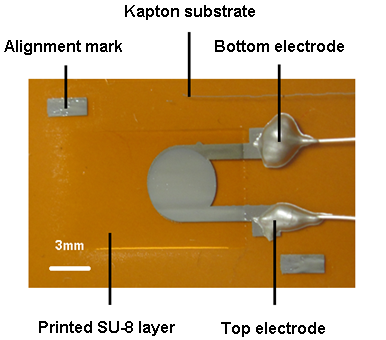 Kapton substrate
Alignment mark
Bottom electrode
3mm
Printed SU-8 layer
Top electrode